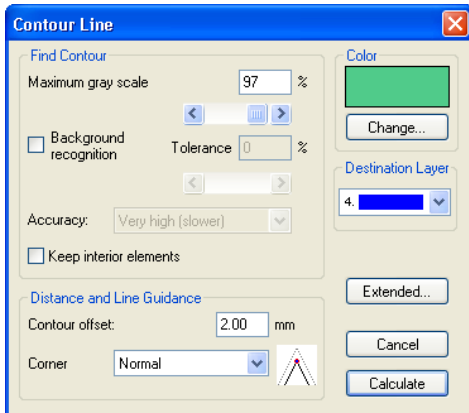 Contour Line
Find Contour
Maximum gray scale 97 %
Background recognition Tolerance 0 %
Accuracy: Very high (slower)
Keep interior elements
Distance and Line Guidance
Contour offset: 2.00 mm
Corner Normal
Color
Change...
Destination Layer
4.
Extended...
Cancel
Calculate